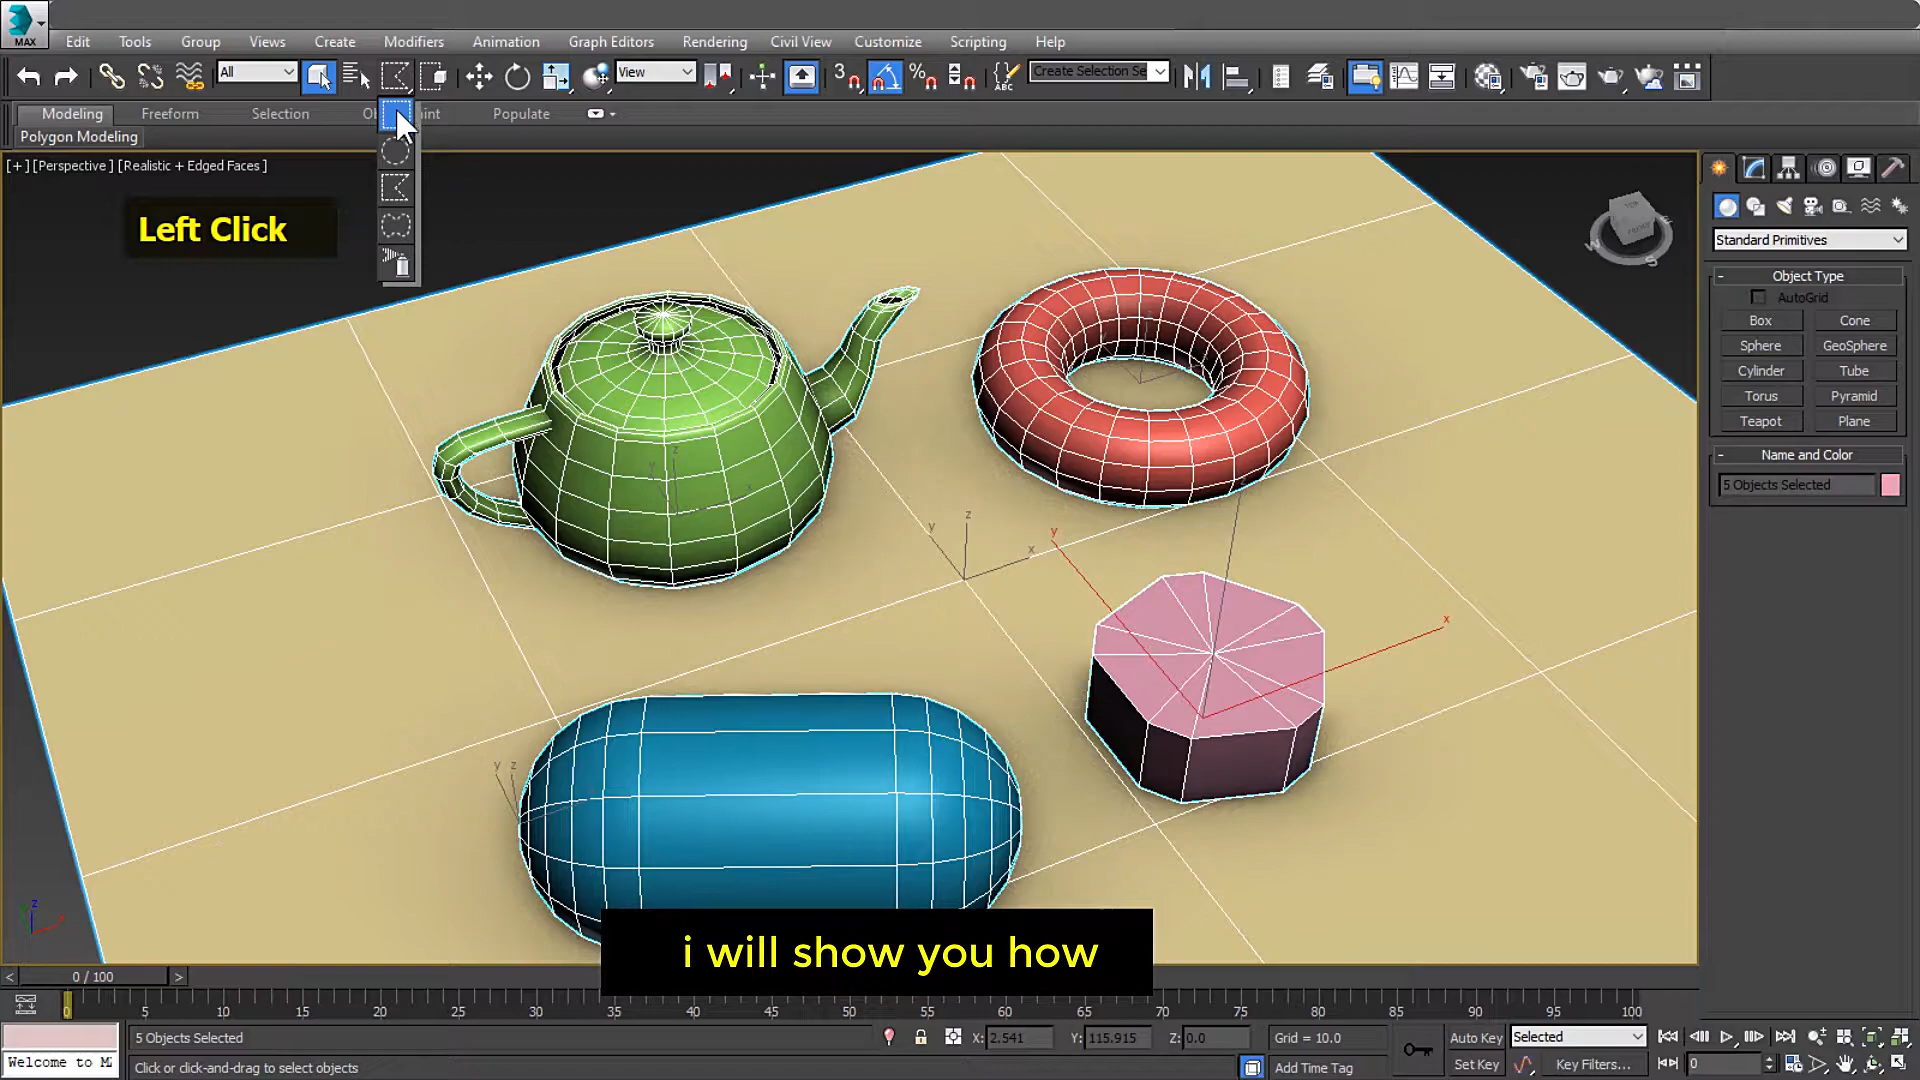 MAX
Edit Tools Group Views Create Modifiers Animation Graph Editors Rendering Civil View Customize Scripting Help
All View 3 % ABC Create Selection Se
Modeling Freeform Selection Populate
Polygon Modeling
[+] [Perspective] [Realistic + Edged Faces]
Left Click
Standard Primitives
- Object Type
AutoGrid
Box Cone
Sphere GeoSphere
Cylinder Tube
Torus Pyramid
Teapot Plane
- Name and Color
5 Objects Selected
TOP
FRONT
W
S
z
y
x
z
y
x
y
x
y z
z
i will show you how
< 0 / 100 >
0 5 10 15 20 25 30 35 40 45 50 55 60 65 70 75 80 85 90 95 100
5 Objects Selected X: 2.541 Y: 115.915 Z: 0.0 Grid = 10.0 Auto Key Selected
Welcome to M Click or click-and-drag to select objects Add Time Tag Set Key Key Filters... 0